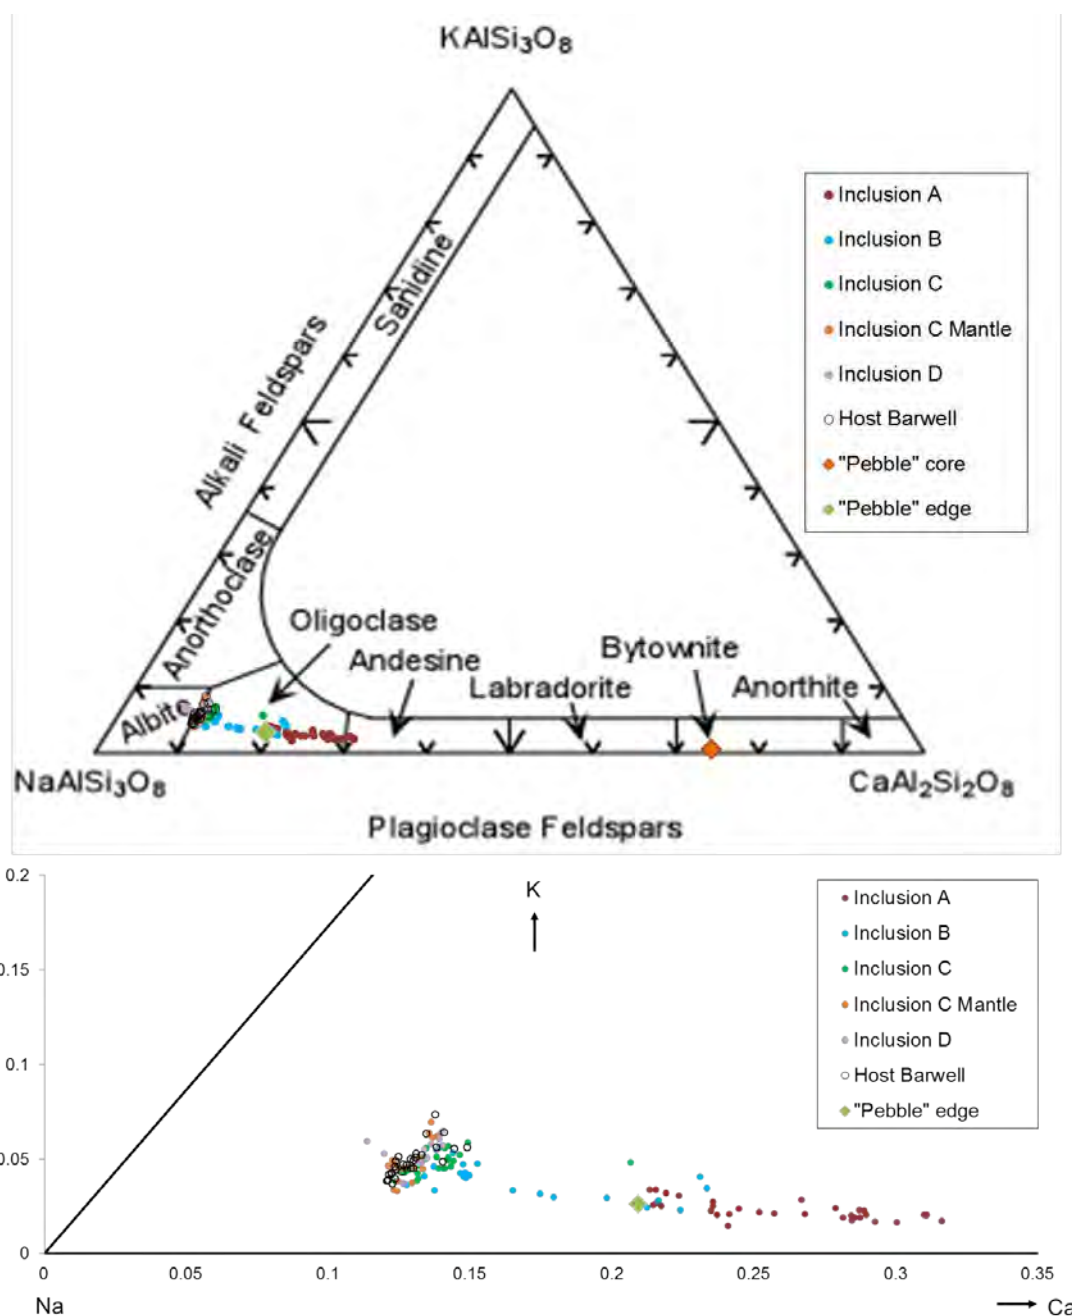 KAlSi₃O₈
Inclusion A
Inclusion B
Inclusion C
Inclusion C Mantle
Inclusion D
Host Barwell
"Pebble" core
"Pebble" edge
Sanidine
Alkali Feldspars
Anorthoclase
Oligoclase
Andesine
Bytownite
Labradorite
Anorthite
Albite
NaAlSi₃O₈
CaAl₂Si₂O₈
Plagioclase Feldspars
0.2
K
Inclusion A
Inclusion B
Inclusion C
Inclusion C Mantle
Inclusion D
Host Barwell
"Pebble" edge
0.15
0.1
0.05
0
0 0.05 0.1 0.15 0.2 0.25 0.3 0.35
Na Ca